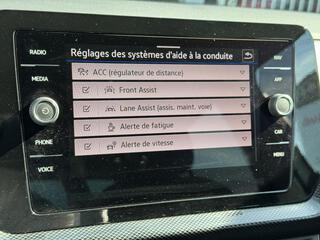 Réglages des systèmes d'aide à la conduite
RADIO
MEDIA
PHONE
VOICE
ACC (régulateur de distance)
Front Assist
Lane Assist (assis. maint. voie)
Alerte de fatigue
Alerte de vitesse
NAV
APP
CAR
MENU